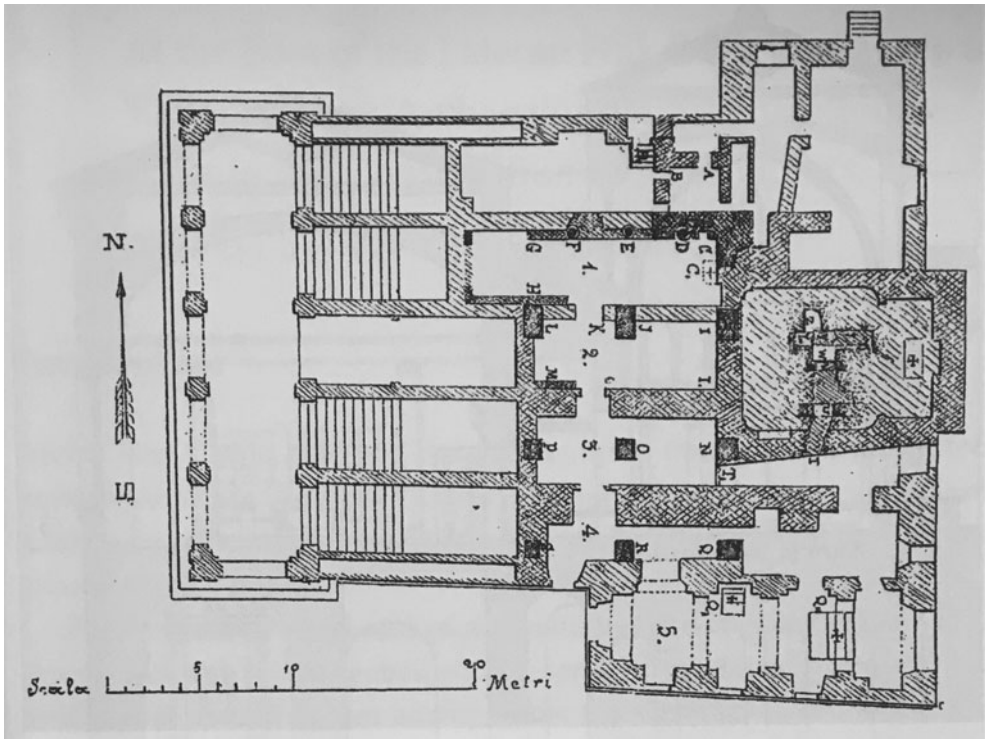 N.
S
A
B
G
F
E
D
C
C.
1.
H
L
K
J
I
2.
M
L
P
3.
O
N
T.
T
4.
R
Q
Q.
Q.
5.
Scala
5
10
20
Metri